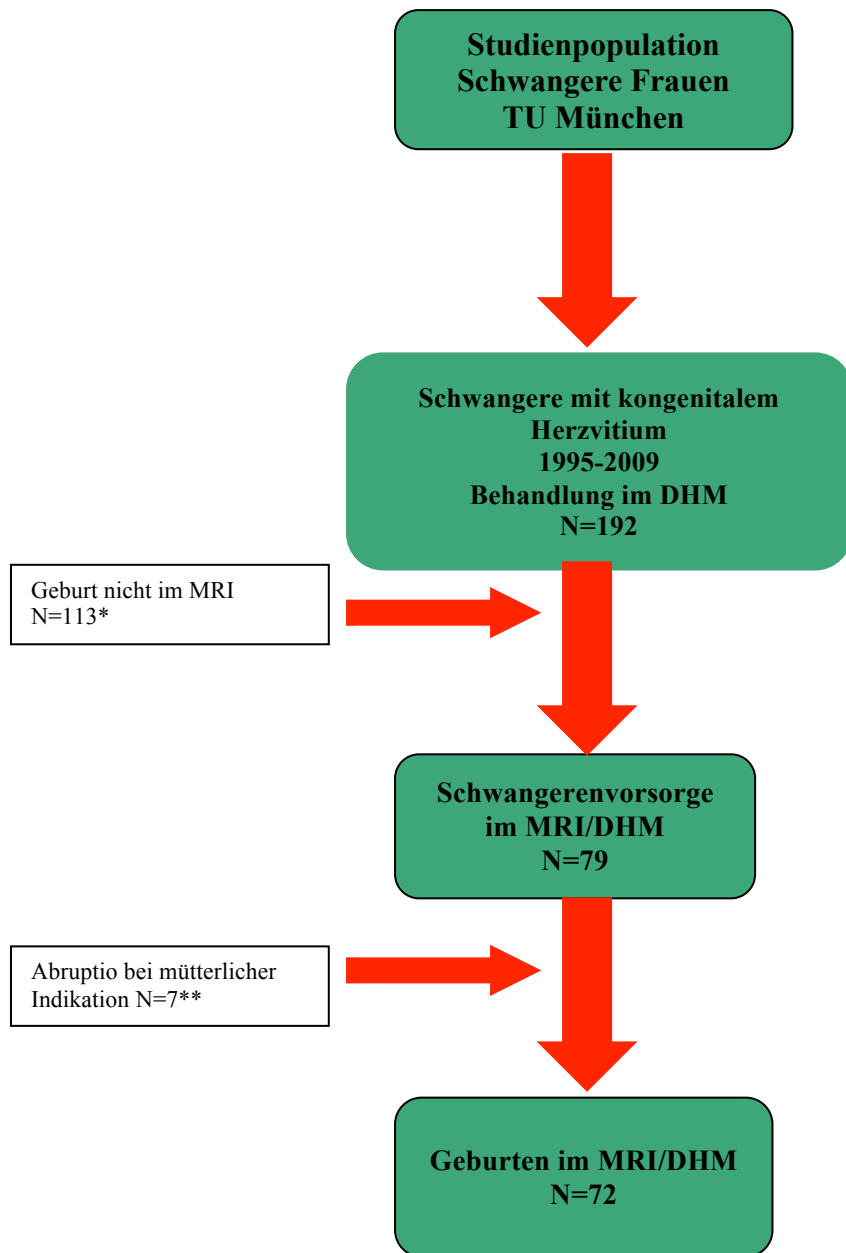 Studienpopulation
Schwangere Frauen
TU München
Schwangere mit kongenitalem
Herzvitium
1995-2009
Behandlung im DHM
N=192
Geburt nicht im MRI
N=113*
Schwangerenvorsorge
im MRI/DHM
N=79
Abruptio bei mütterlicher
Indikation N=7**
Geburten im MRI/DHM
N=72